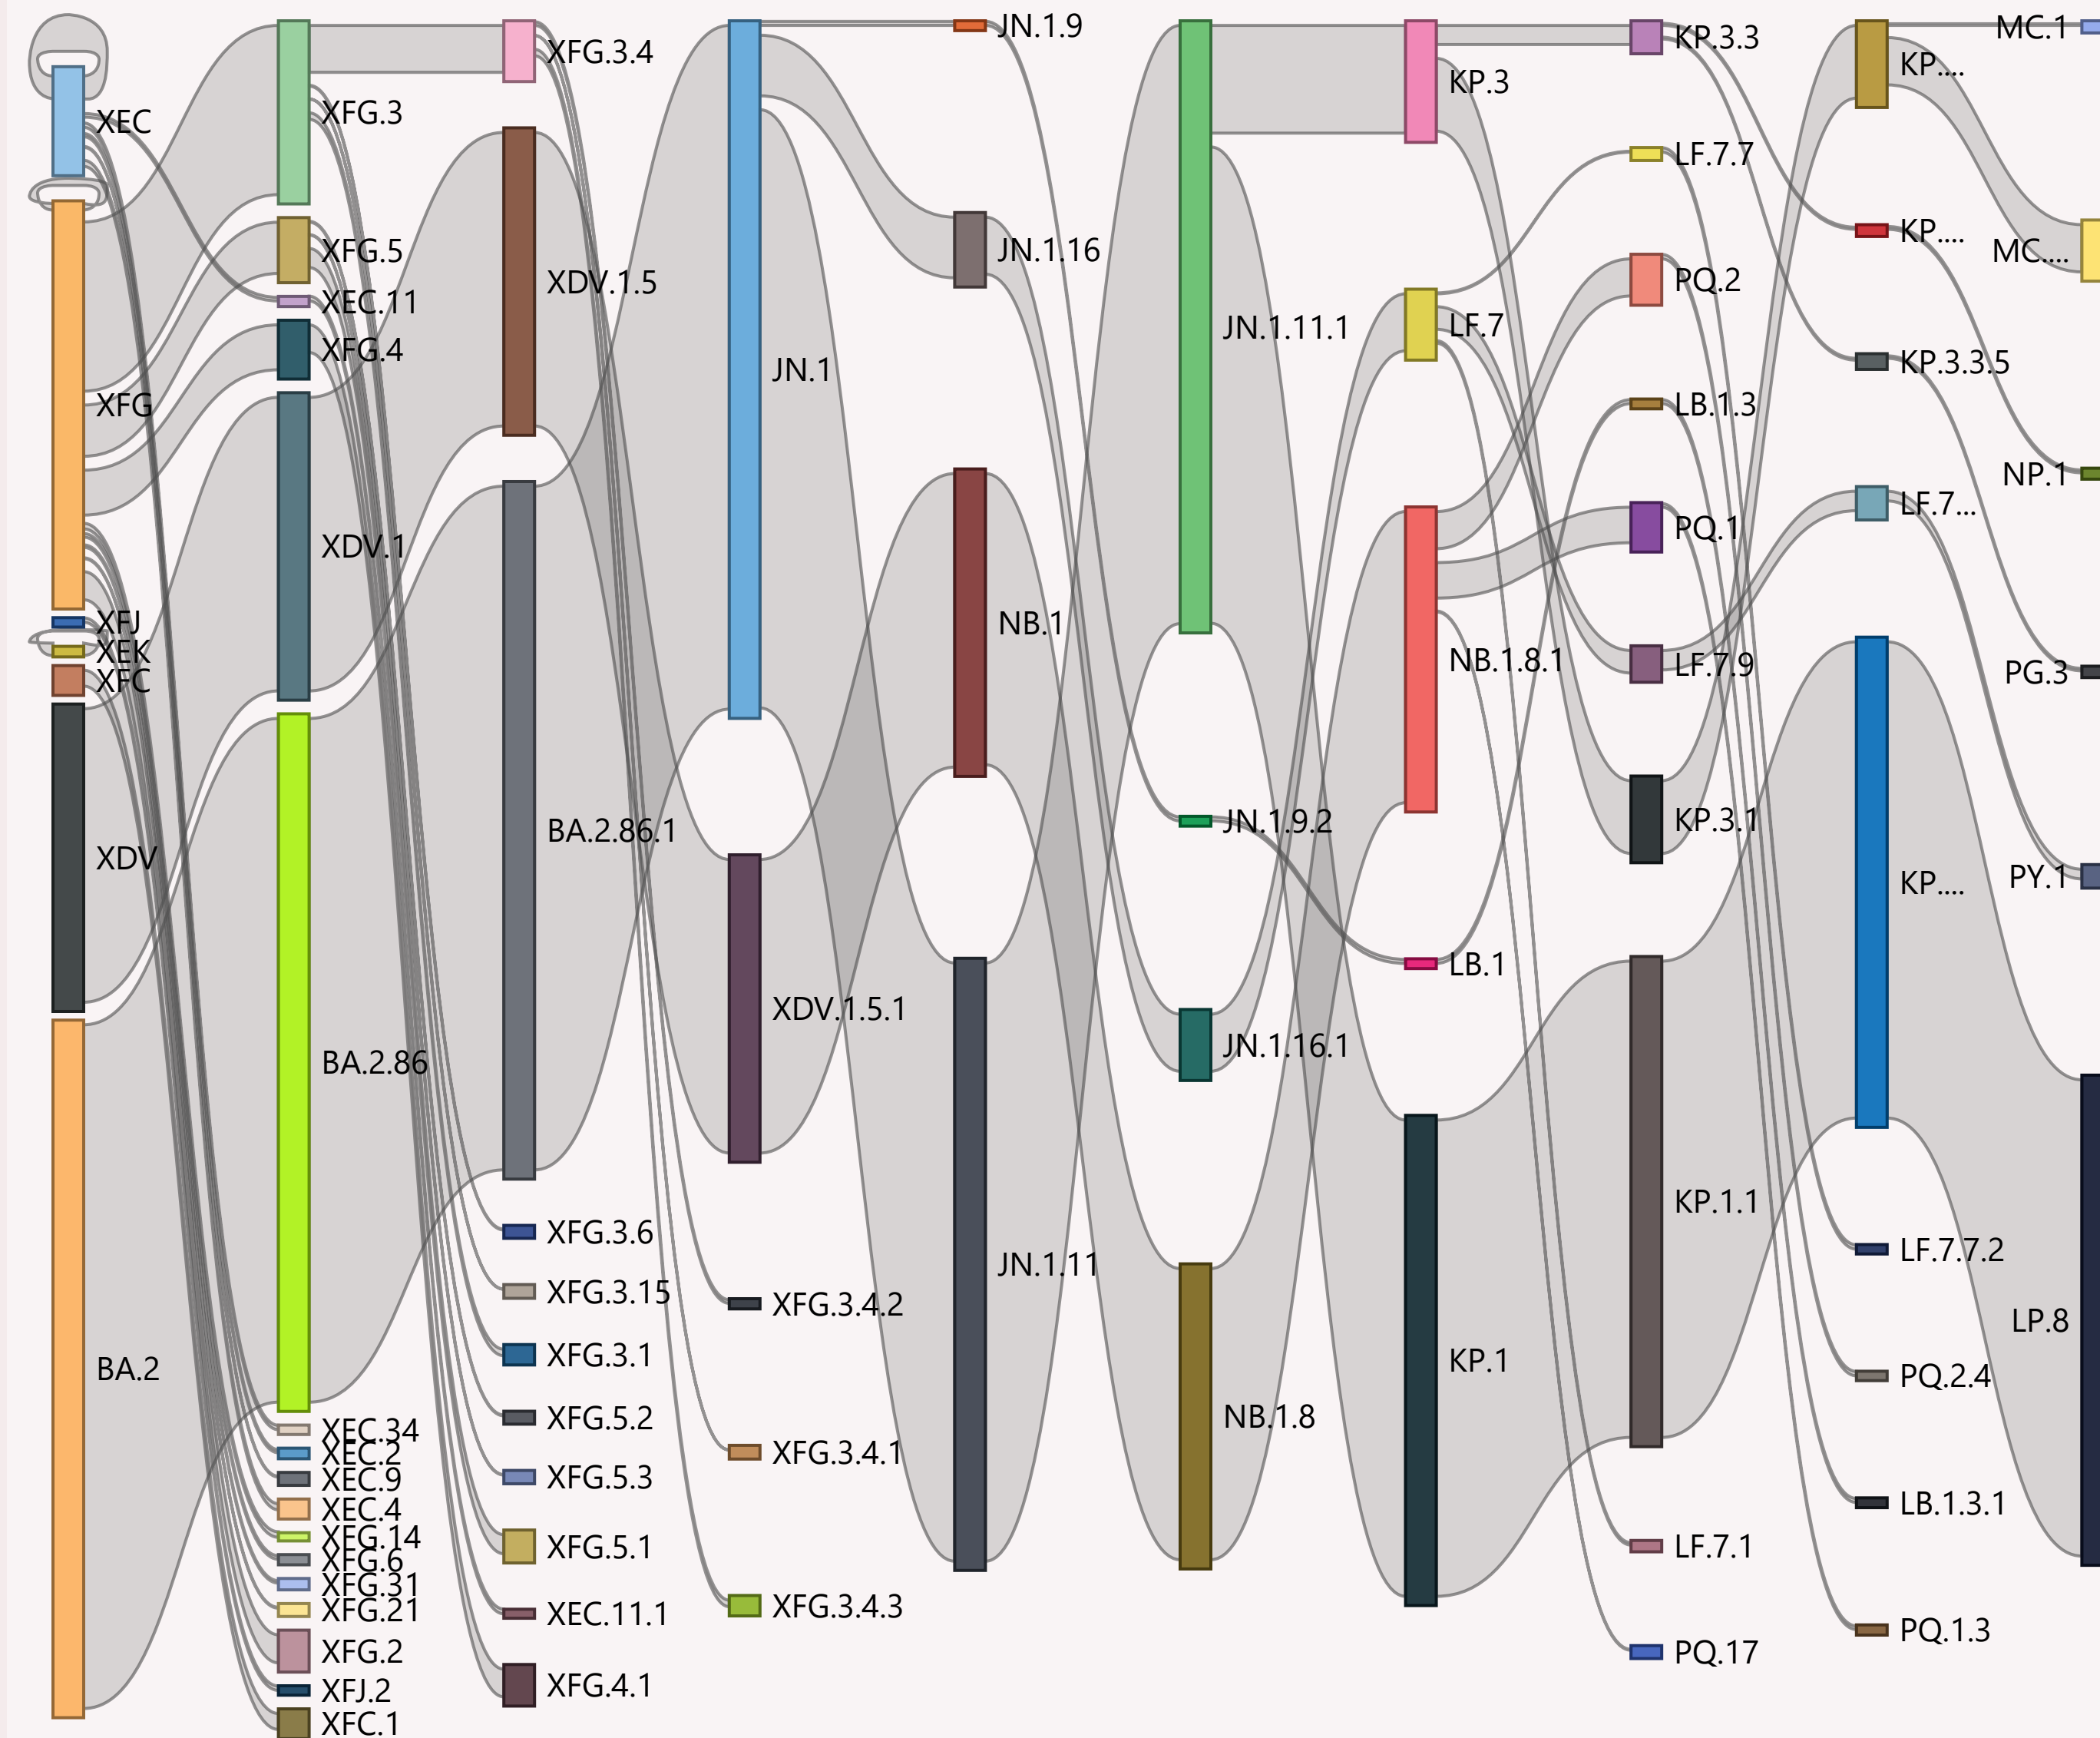 XEC
XFG
XFJ
XEK
XFC
XDV
BA.2
XFG.3
XFG.5
XEC.11
XFG.4
XDV.1
BA.2.86
XEC.34
XEC.2
XEC.9
XEC.4
XFG.14
XFG.6
XFG.31
XFG.21
XFG.2
XFJ.2
XFC.1
XFG.3.4
XDV.1.5
BA.2.86.1
XFG.3.6
XFG.3.15
XFG.3.1
XFG.5.2
XFG.5.3
XFG.5.1
XEC.11.1
XFG.4.1
JN.1
XDV.1.5.1
XFG.3.4.2
XFG.3.4.1
XFG.3.4.3
JN.1.9
JN.1.16
NB.1
JN.1.11
JN.1.11.1
JN.1.9.2
JN.1.16.1
NB.1.8
KP.3
LF.7
NB.1.8.1
LB.1
KP.1
KP.3.3
LF.7.7
PQ.2
LB.1.3
PQ.1
LF.7.9
KP.3.1
KP.1.1
LF.7.1
PQ.17
KP....
KP....
KP.3.3.5
LF.7...
KP....
LF.7.7.2
PQ.2.4
LB.1.3.1
PQ.1.3
MC.1
MC....
NP.1
PG.3
PY.1
LP.8